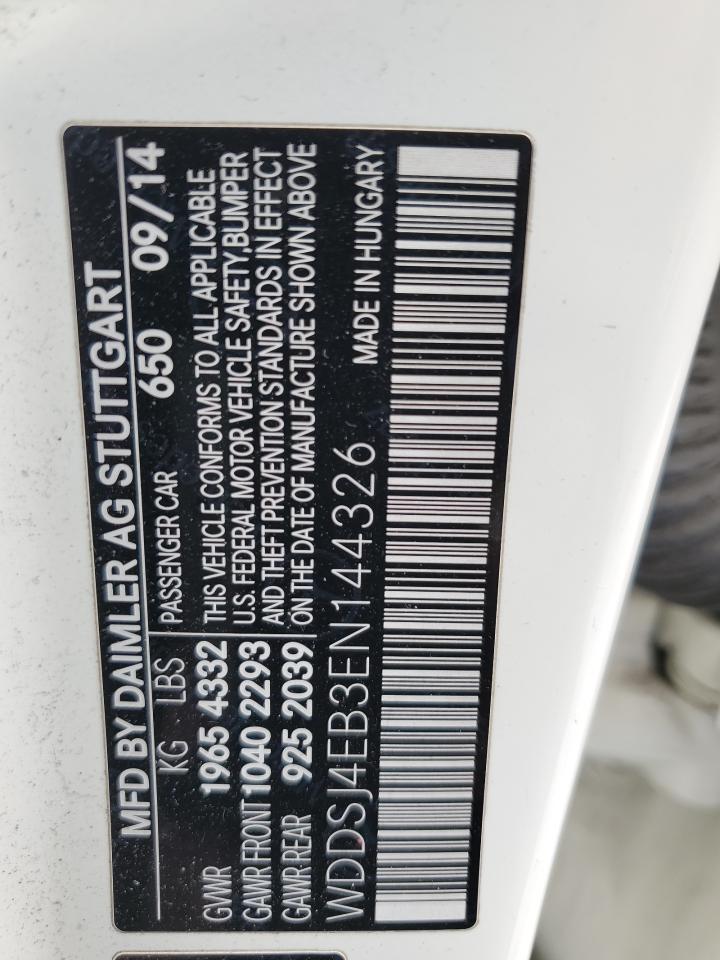 MFD BY DAIMLER AG STUTTGART
KG LBS PASSENGER CAR 650 09/14
GVWR 1965 4332 THIS VEHICLE CONFORMS TO ALL APPLICABLE
GAWR FRONT 1040 2293 U.S. FEDERAL MOTOR VEHICLE SAFETY,BUMPER
GAWR REAR 925 2039 AND THEFT PREVENTION STANDARDS IN EFFECT
ON THE DATE OF MANUFACTURE SHOWN ABOVE
WDDSJ4EB3EN144326 MADE IN HUNGARY